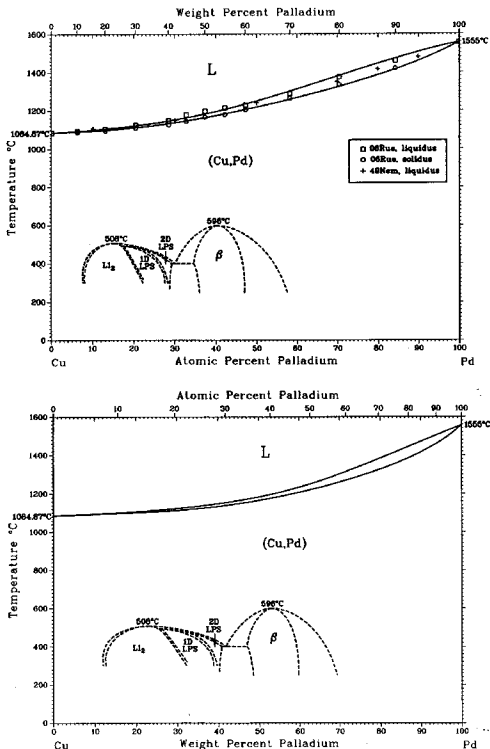 Weight Percent Palladium
0 10 20 30 40 50 60 70 80 90 100
1600
1555°C
L
1400
1200
1084.87°C
1000
(Cu,Pd)
98Rue, liquidus
06Rue, solidus
48Nem, liquidus
Temperature °C
800
600
598°C
508°C
2D
LPS
1D
LPS
L1₂
β
400
200
0
0 10 20 30 40 50 60 70 80 90 100
Cu Atomic Percent Palladium Pd
Atomic Percent Palladium
0 10 20 30 40 50 60 70 80 90 100
1600
1555°C
L
1400
1200
1084.87°C
1000
(Cu,Pd)
Temperature °C
800
600
598°C
508°C
2D
LPS
1D
LPS
L1₂
β
400
200
0
0 10 20 30 40 50 60 70 80 90 100
Cu Weight Percent Palladium Pd